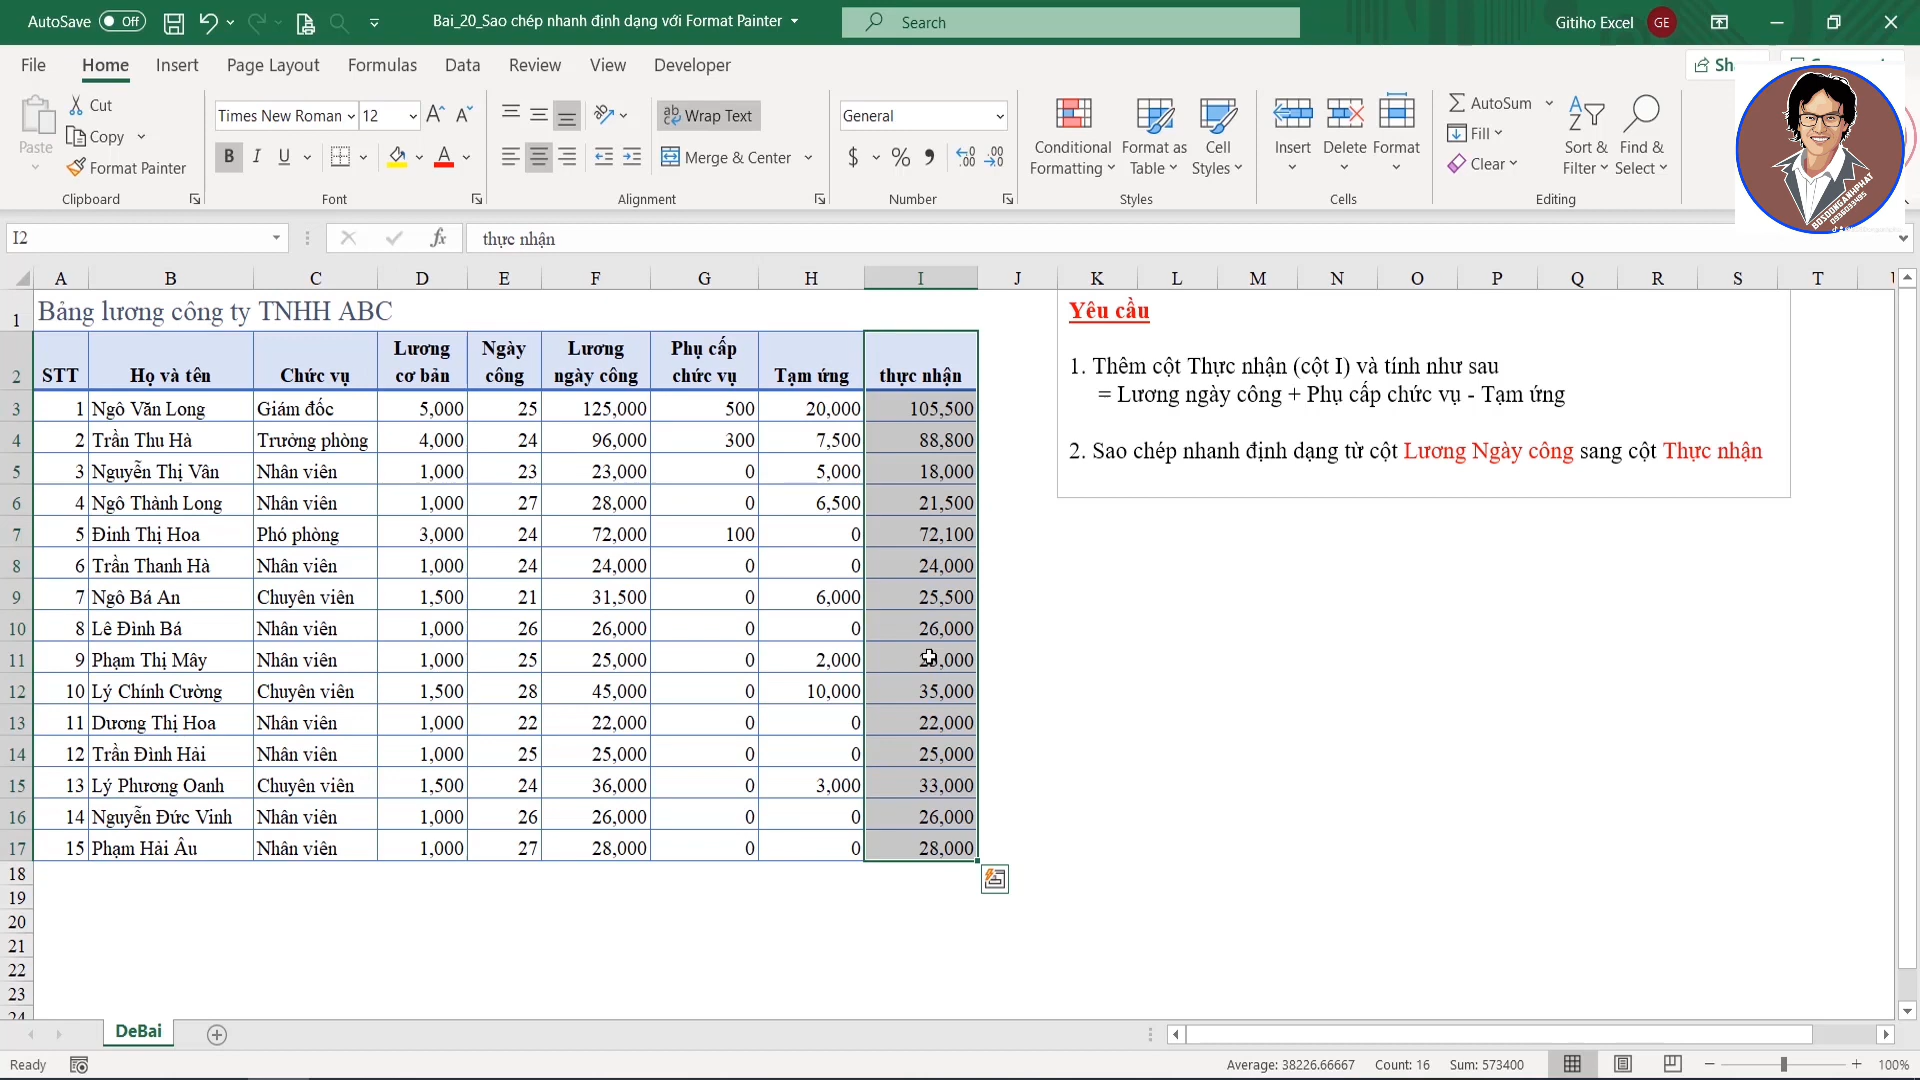 AutoSave Off
Bai_20_Sao chép nhanh định dạng với Format Painter
Search
Gitiho Excel GE
File Home Insert Page Layout Formulas Data Review View Developer
Paste
Cut
Copy
Format Painter
Clipboard
Times New Roman 12
B I U
Font
Wrap Text
Merge & Center
Alignment
General
$ % 9
Number
Conditional Formatting
Format as Table
Cell Styles
Styles
Insert Delete Format
Cells
AutoSum
Fill
Clear
Sort & Filter
Find & Select
Editing
BDSDONGANHPHAT
I2
fx thực nhận
A B C D E F G H I J K L M N O P Q R S T
1 Bảng lương công ty TNHH ABC
2 STT Họ và tên Chức vụ Lương cơ bản Ngày công Lương ngày công Phụ cấp chức vụ Tạm ứng thực nhận
3 1 Ngô Văn Long Giám đốc 5,000 25 125,000 500 20,000 105,500
4 2 Trần Thu Hà Trưởng phòng 4,000 24 96,000 300 7,500 88,800
5 3 Nguyễn Thị Vân Nhân viên 1,000 23 23,000 0 5,000 18,000
6 4 Ngô Thành Long Nhân viên 1,000 27 28,000 0 6,500 21,500
7 5 Đinh Thị Hoa Phó phòng 3,000 24 72,000 100 0 72,100
8 6 Trần Thanh Hà Nhân viên 1,000 24 24,000 0 0 24,000
9 7 Ngô Bá An Chuyên viên 1,500 21 31,500 0 6,000 25,500
10 8 Lê Đình Bá Nhân viên 1,000 26 26,000 0 0 26,000
11 9 Phạm Thị Mây Nhân viên 1,000 25 25,000 0 2,000
12 10 Lý Chính Cường Chuyên viên 1,500 28 45,000 0 10,000 35,000
13 11 Dương Thị Hoa Nhân viên 1,000 22 22,000 0 0 22,000
14 12 Trần Đình Hải Nhân viên 1,000 25 25,000 0 0 25,000
15 13 Lý Phương Oanh Chuyên viên 1,500 24 36,000 0 3,000 33,000
16 14 Nguyễn Đức Vinh Nhân viên 1,000 26 26,000 0 0 26,000
17 15 Phạm Hải Âu Nhân viên 1,000 27 28,000 0 0 28,000
18
19
20
21
22
23
24
Yêu cầu
1. Thêm cột Thực nhận (cột I) và tính như sau
= Lương ngày công + Phụ cấp chức vụ - Tạm ứng
2. Sao chép nhanh định dạng từ cột Lương Ngày công sang cột Thực nhận
DeBai
Ready
Average: 38226.66667 Count: 16 Sum: 573400
100%